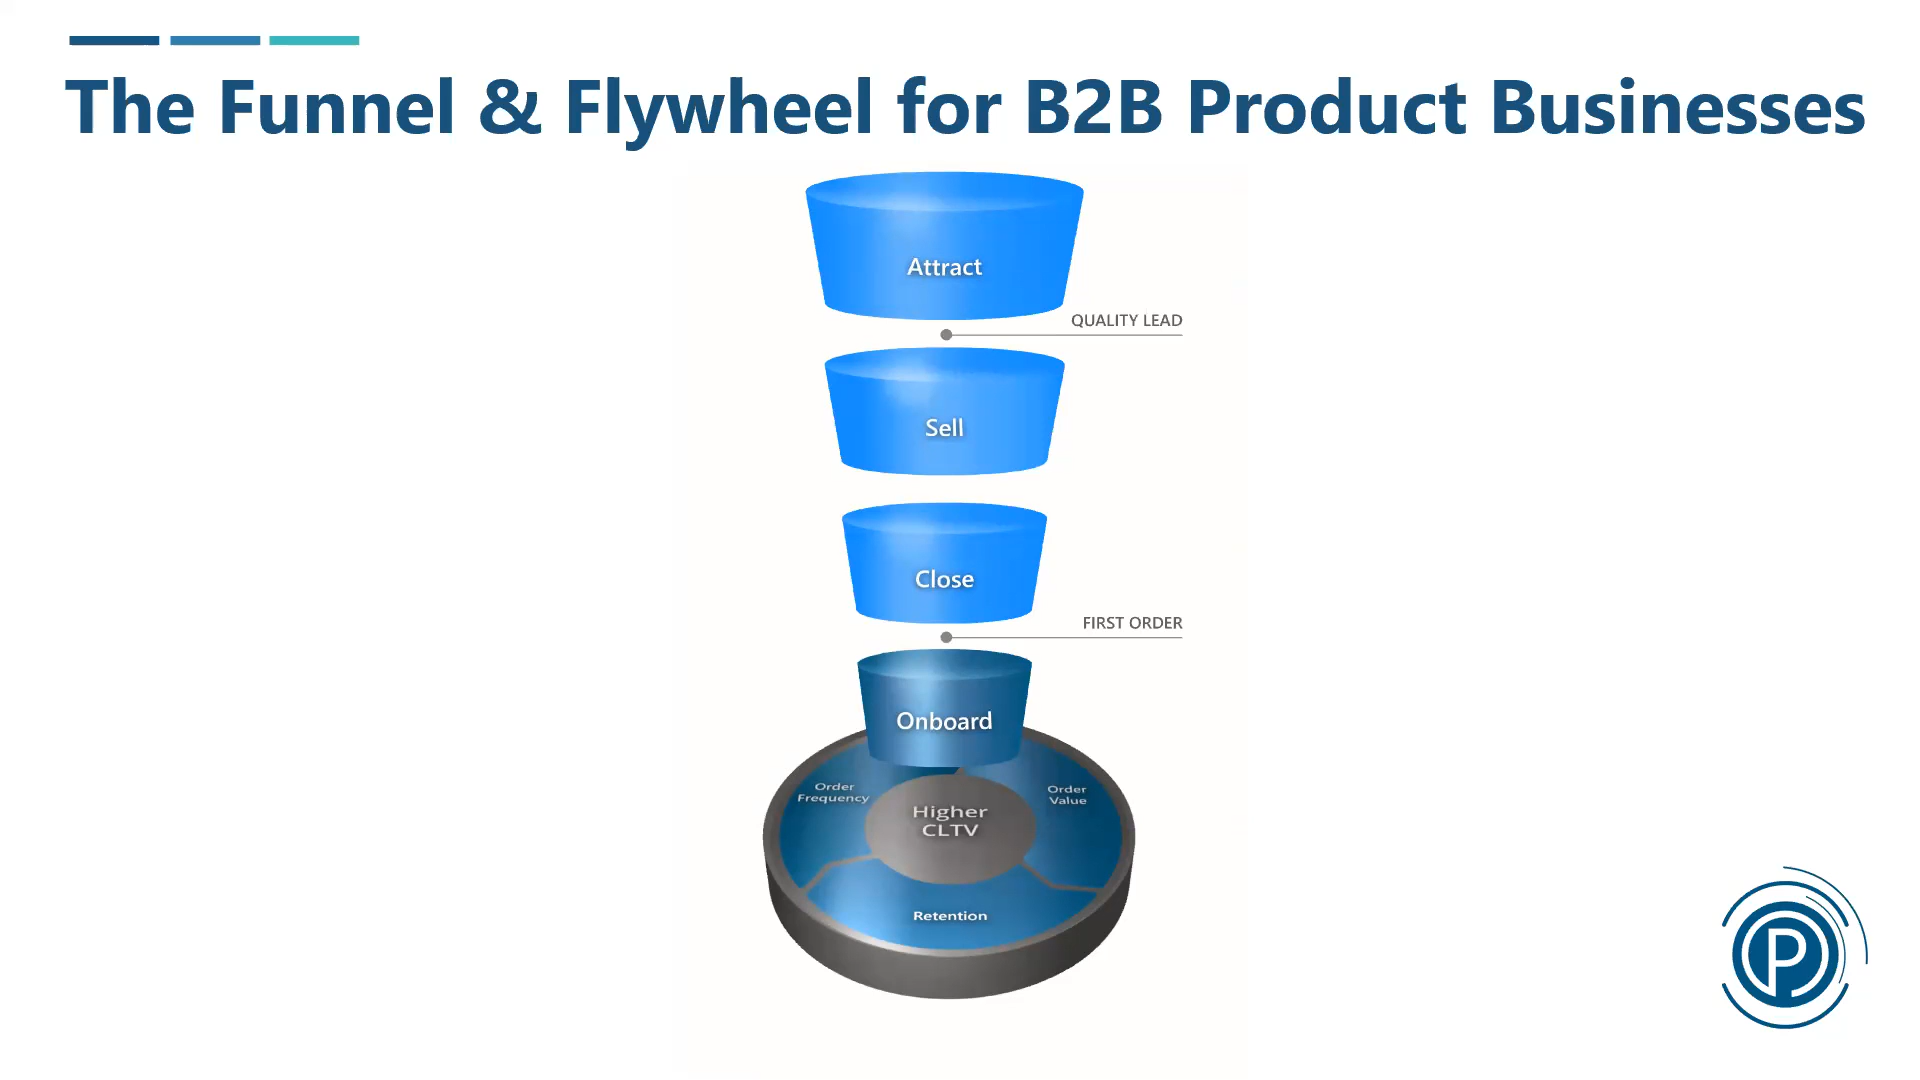 The Funnel & Flywheel for B2B Product Businesses
Attract
QUALITY LEAD
Sell
Close
FIRST ORDER
Onboard
Order
Frequency
Order
Value
Higher
CLTV
Retention
P